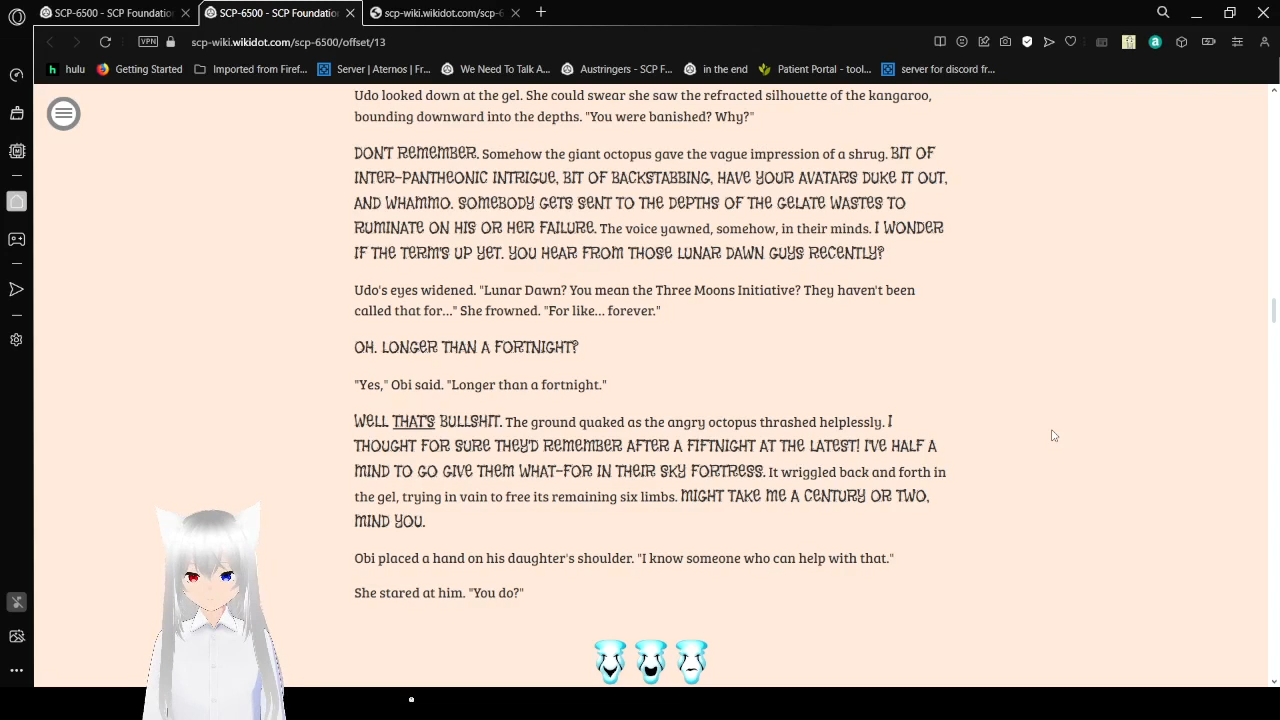 SCP-6500 - SCP Foundatio
SCP-6500 - SCP Foundation
scp-wiki.wikidot.com/scp-6
VPN
scp-wiki.wikidot.com/scp-6500/offset/13
hulu
Getting Started
Imported from Firef...
Server | Aternos | Fr...
We Need To Talk A...
Austringers - SCP F...
in the end
Patient Portal - tool...
server for discord fr...
Udo looked down at the gel. She could swear she saw the refracted silhouette of the kangaroo,
bounding downward into the depths. "You were banished? Why?"
DON'T REMEMBER. Somehow the giant octopus gave the vague impression of a shrug. BIT OF
INTER-PANTHEONIC INTRIGUE, BIT OF BACKSTABBING, HAVE YOUR AVATARS DUKE IT OUT,
AND WHAMMO. SOMEBODY GETS SENT TO THE DEPTHS OF THE GELATE WASTES TO
RUMINATE ON HIS OR HER FAILURE. The voice yawned, somehow, in their minds. I WONDER
IF THE TERM'S UP YET. YOU HEAR FROM THOSE LUNAR DAWN GUYS RECENTLY?
Udo's eyes widened. "Lunar Dawn? You mean the Three Moons Initiative? They haven't been
called that for…" She frowned. "For like… forever."
OH. LONGER THAN A FORTNIGHT?
"Yes," Obi said. "Longer than a fortnight."
WELL THAT'S BULLSHIT. The ground quaked as the angry octopus thrashed helplessly. I
THOUGHT FOR SURE THEY'D REMEMBER AFTER A FIFTNIGHT AT THE LATEST! I'VE HALF A
MIND TO GO GIVE THEM WHAT-FOR IN THEIR SKY FORTRESS. It wriggled back and forth in
the gel, trying in vain to free its remaining six limbs. MIGHT TAKE ME A CENTURY OR TWO,
MIND YOU.
Obi placed a hand on his daughter's shoulder. "I know someone who can help with that."
She stared at him. "You do?"